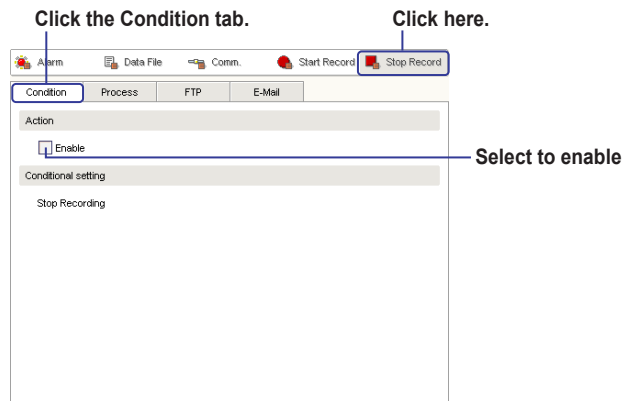 Click the Condition tab. Click here.
Alarm Data File Comm. Start Record Stop Record
Condition Process FTP E-Mail
Action
Enable
Select to enable
Conditional setting
Stop Recording